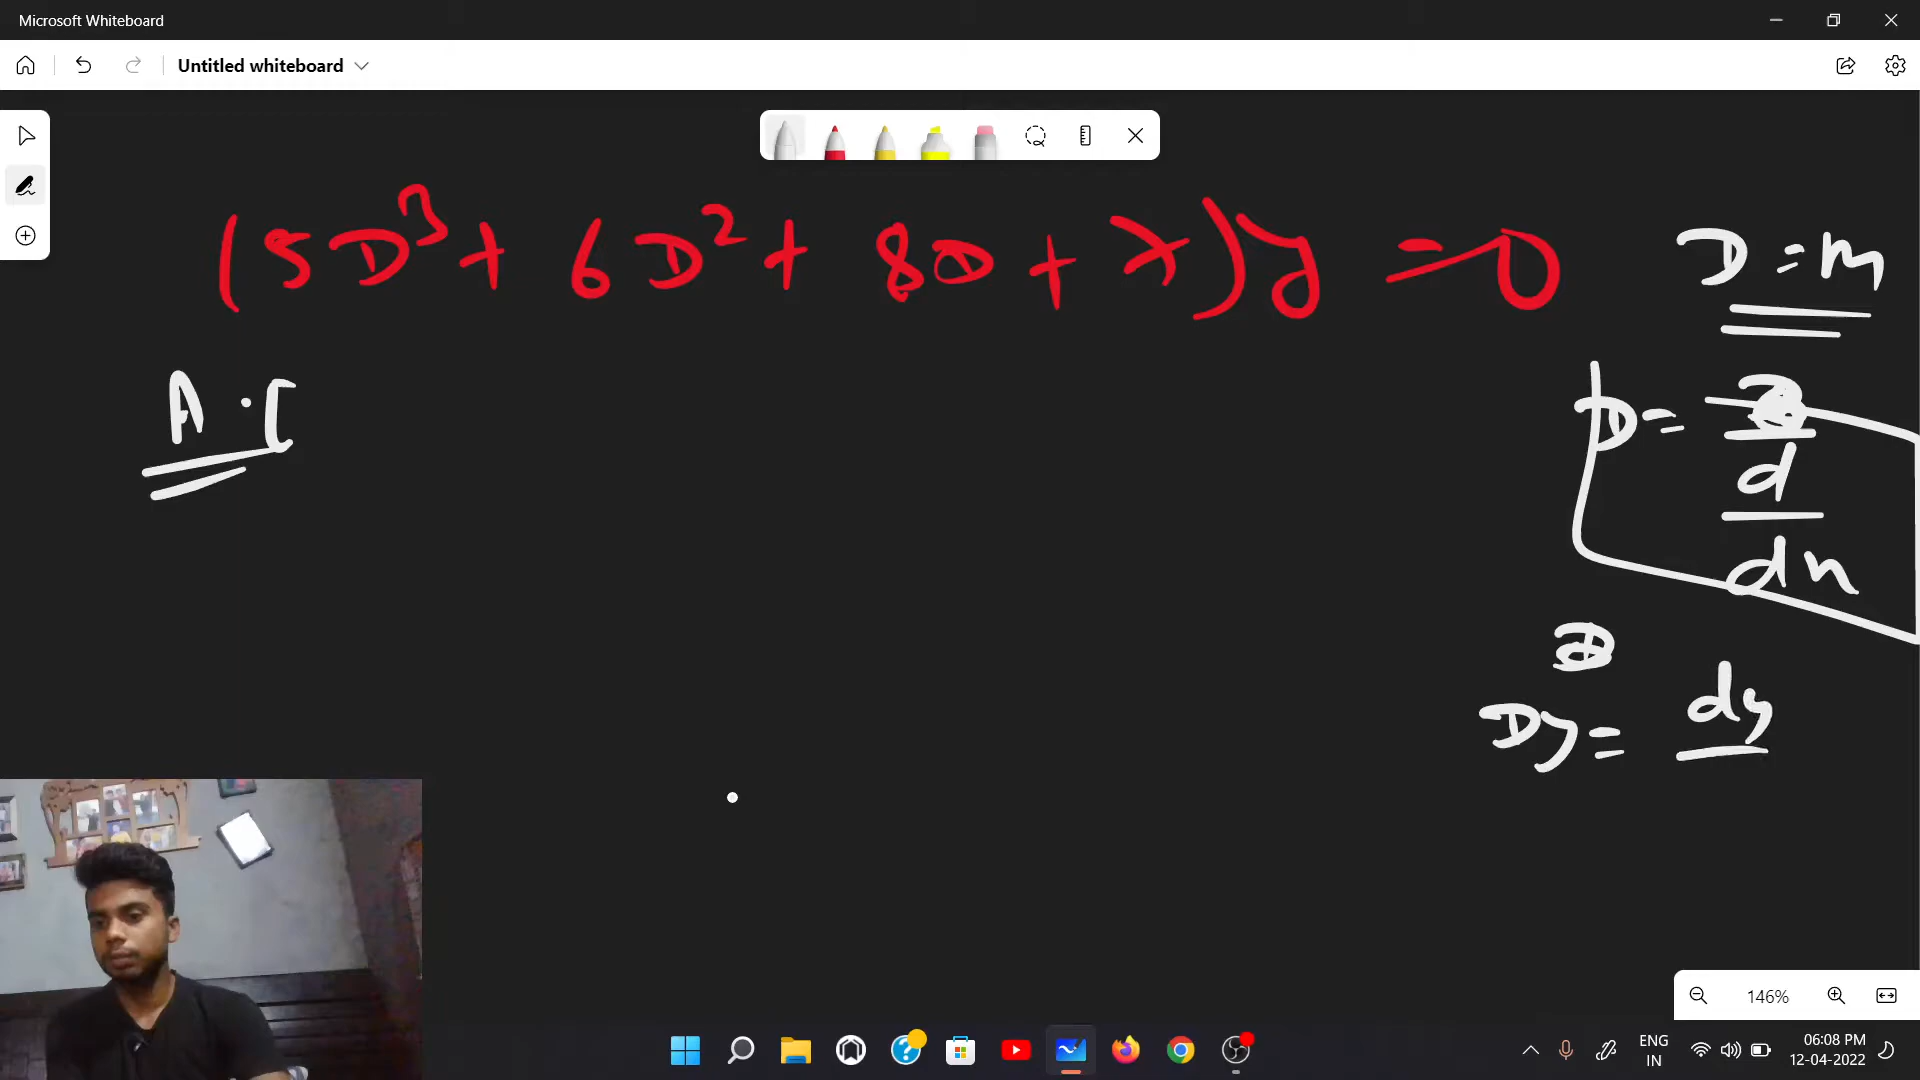 Microsoft Whiteboard
Untitled whiteboard
(5D³ + 6D² + 8D + 7)y = 0
D = m
A.E
D =
d
dn
Dy = dy
146%
ENG
IN
06:08 PM
12-04-2022